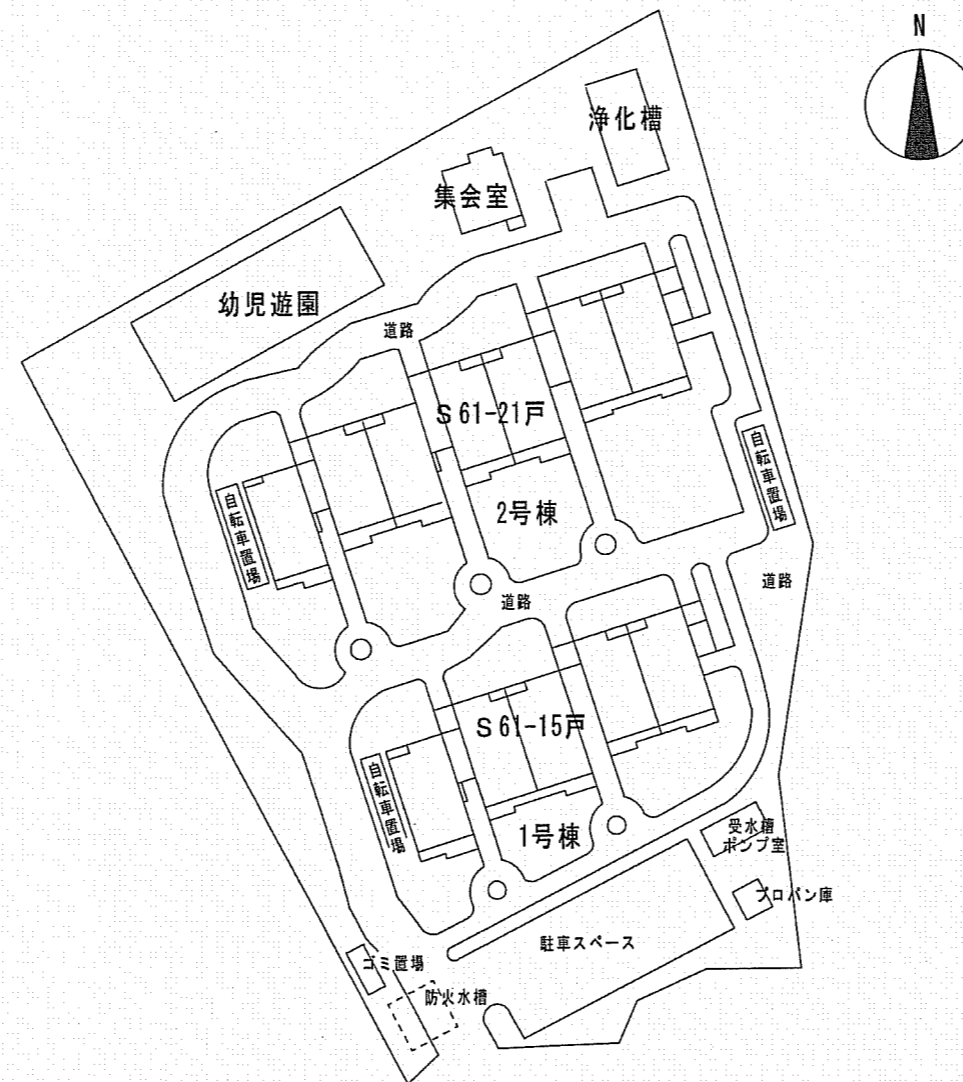 N
浄化槽
集会室
幼児遊園
道路
S61-21戸
自転車置場
2号棟
自転車置場
道路
道路
S61-15戸
自転車置場
1号棟
受水槽
ポンプ室
プロパン庫
駐車スペース
ゴミ置場
防火水槽